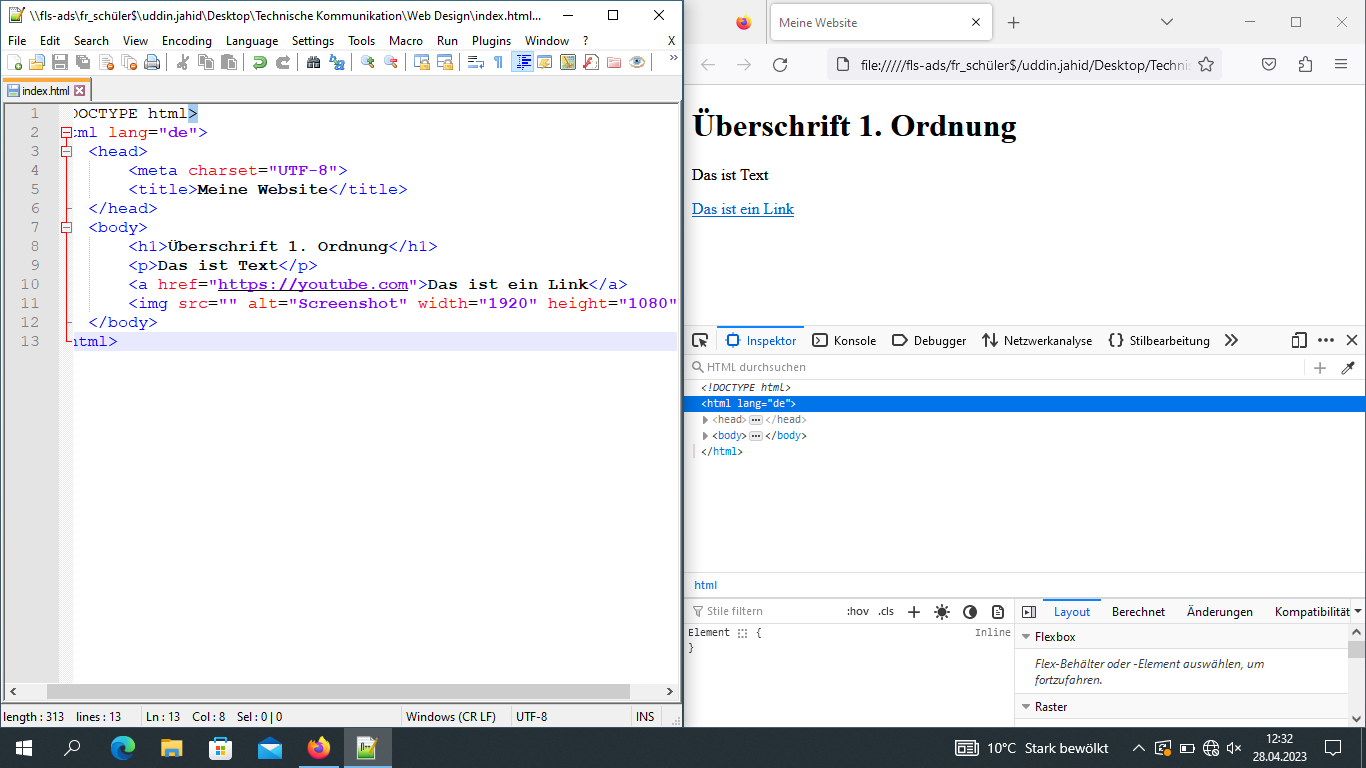 \\fls-ads\fr_schüler$\uddin.jahid\Desktop\Technische Kommunikation\Web Design\index.html...
File Edit Search View Encoding Language Settings Tools Macro Run Plugins Window ? X
index.html
1 DOCTYPE html>
2 tml lang="de">
3 <head>
4 <meta charset="UTF-8">
5 <title>Meine Website</title>
6 </head>
7 <body>
8 <h1>Überschrift 1. Ordnung</h1>
9 <p>Das ist Text</p>
10 <a href="https://youtube.com">Das ist ein Link</a>
11 <img src="" alt="Screenshot" width="1920" height="1080"
12 </body>
13 html>
length : 313 lines : 13 Ln : 13 Col : 8 Sel : 0 | 0 Windows (CR LF) UTF-8 INS
Meine Website
file://///fls-ads/fr_schüler$/uddin.jahid/Desktop/Technis
Überschrift 1. Ordnung
Das ist Text
Das ist ein Link
Inspektor Konsole Debugger Netzwerkanalyse Stilbearbeitung
HTML durchsuchen
<!DOCTYPE html>
<html lang="de">
<head> ••• </head>
<body> ••• </body>
</html>
html
Stile filtern :hov .cls
Element {
Inline
}
Layout Berechnet Änderungen Kompatibilität
Flexbox
Flex-Behälter oder -Element auswählen, um
fortzufahren.
Raster
10°C Stark bewölkt
12:32
28.04.2023